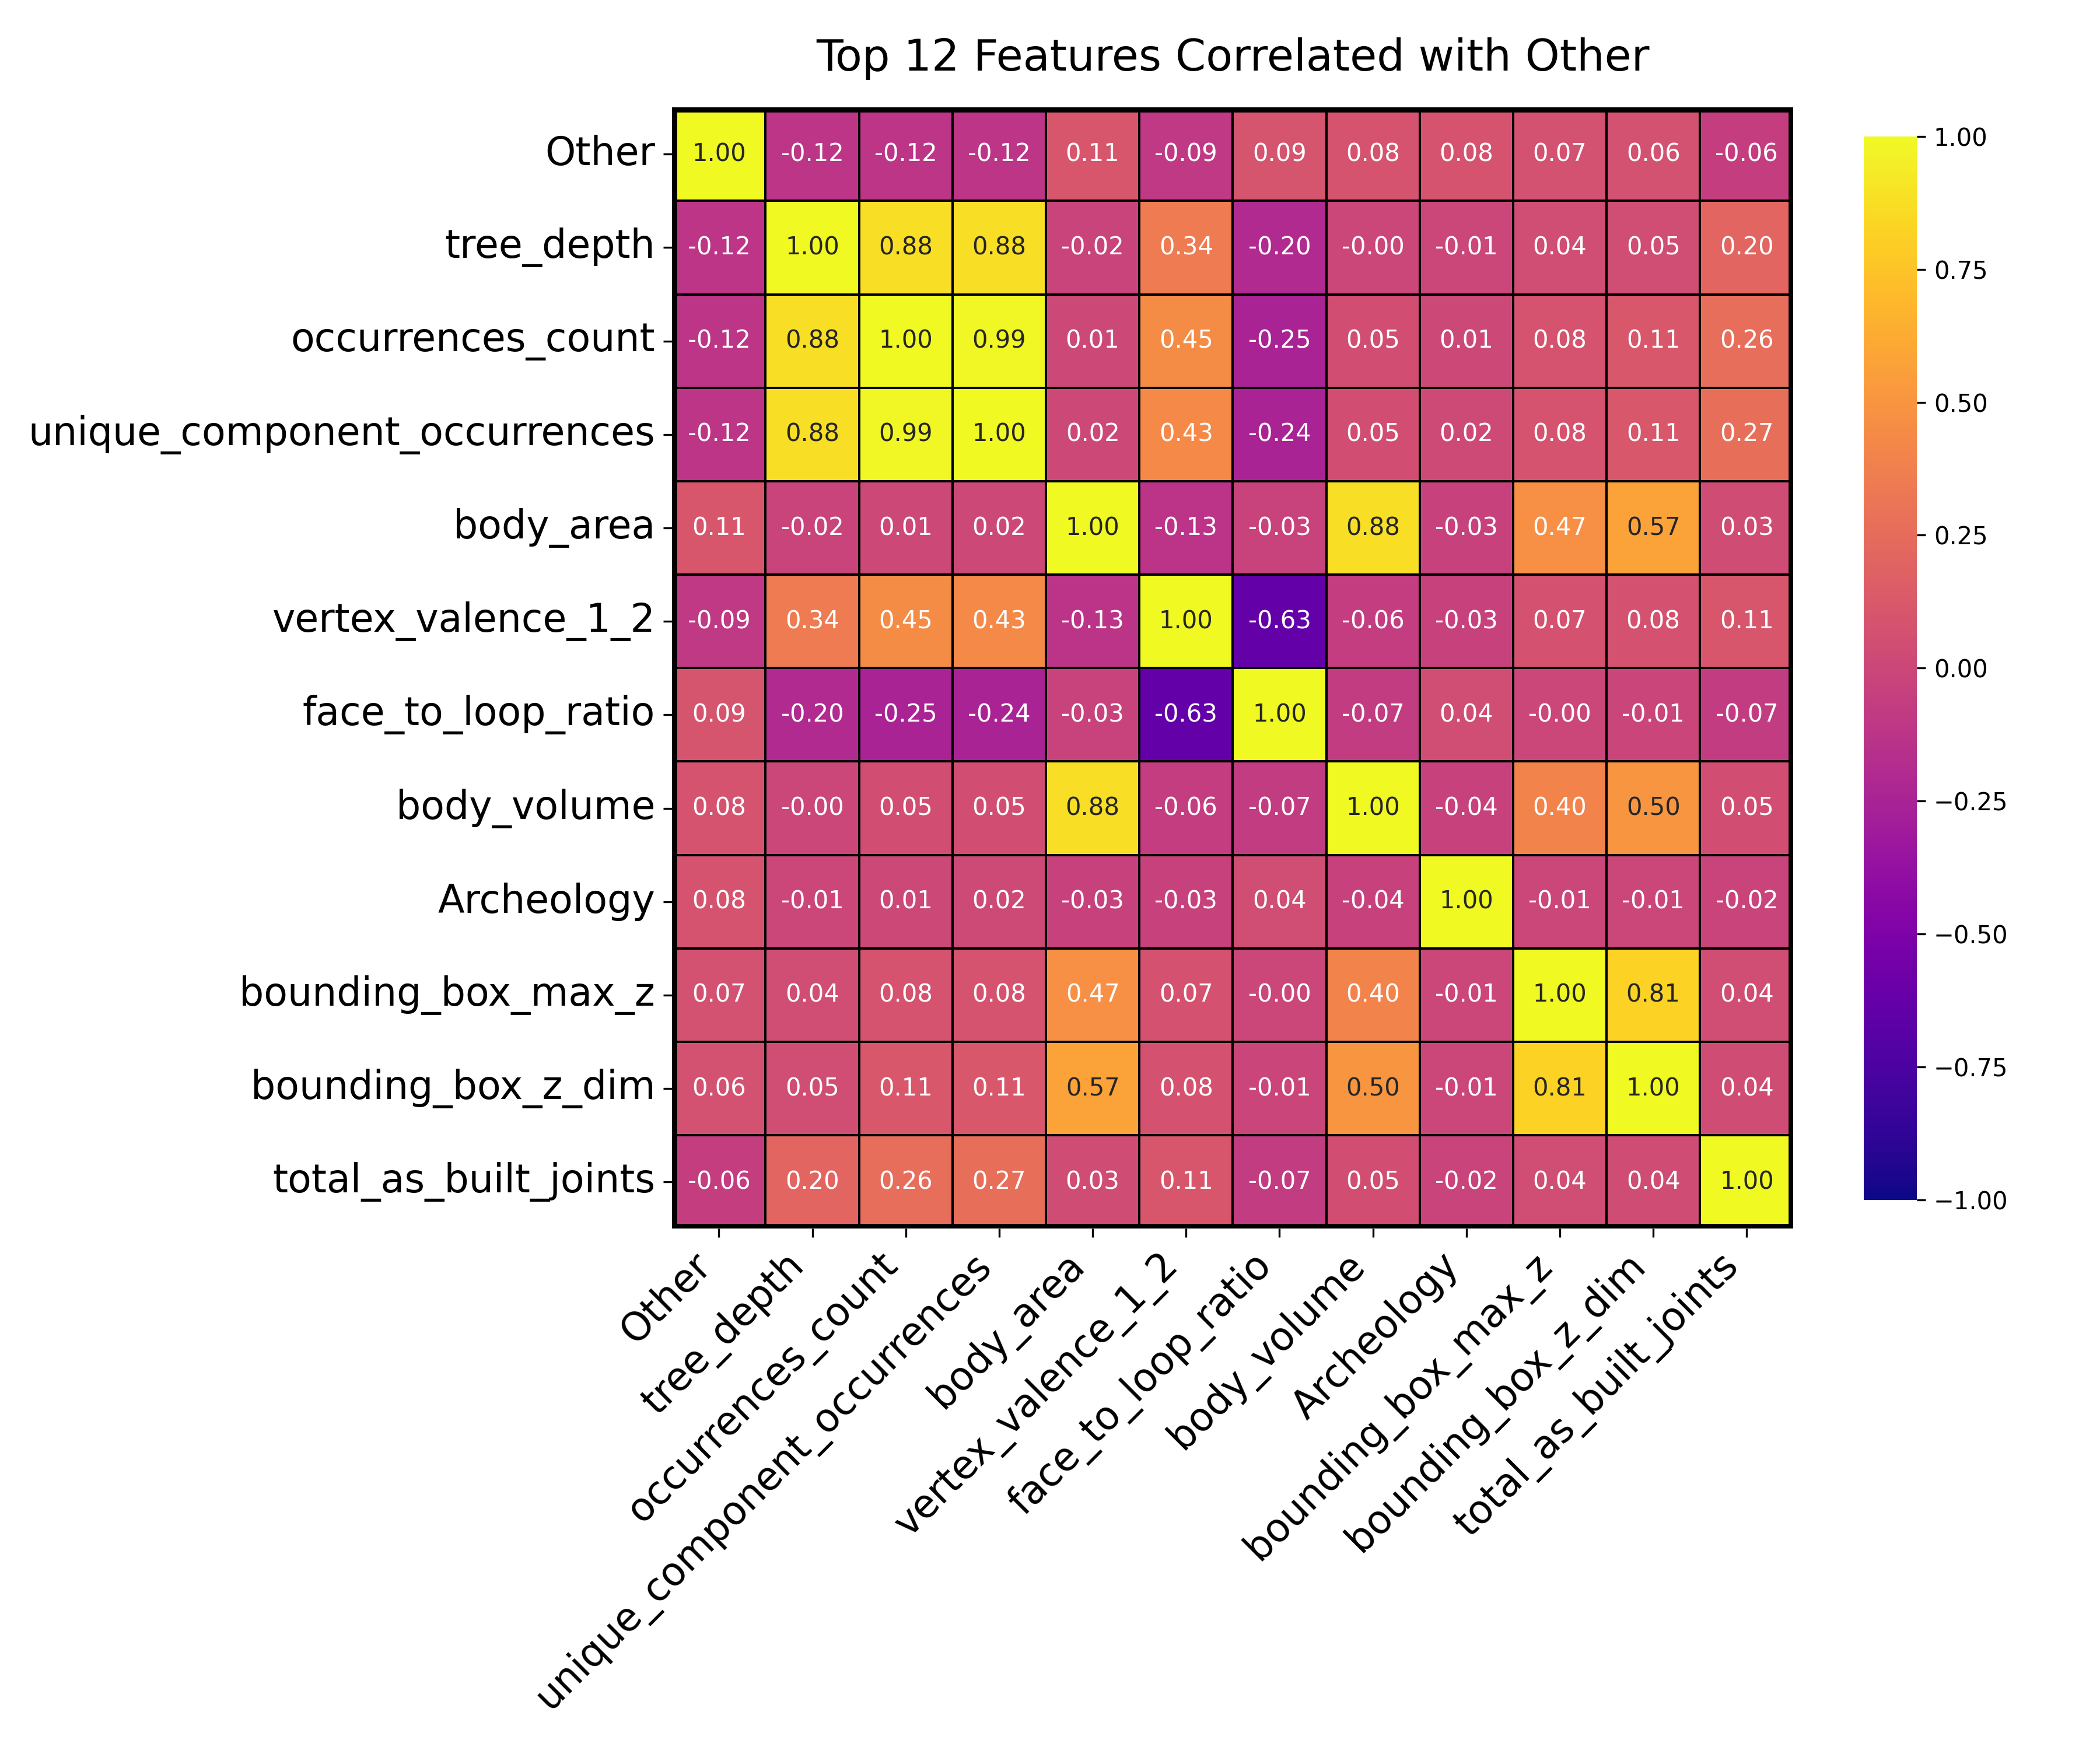 Top 12 Features Correlated with Other
Other 1.00 -0.12 -0.12 -0.12 0.11 -0.09 0.09 0.08 0.08 0.07 0.06 -0.06
tree_depth -0.12 1.00 0.88 0.88 -0.02 0.34 -0.20 -0.00 -0.01 0.04 0.05 0.20
occurrences_count -0.12 0.88 1.00 0.99 0.01 0.45 -0.25 0.05 0.01 0.08 0.11 0.26
unique_component_occurrences -0.12 0.88 0.99 1.00 0.02 0.43 -0.24 0.05 0.02 0.08 0.11 0.27
body_area 0.11 -0.02 0.01 0.02 1.00 -0.13 -0.03 0.88 -0.03 0.47 0.57 0.03
vertex_valence_1_2 -0.09 0.34 0.45 0.43 -0.13 1.00 -0.63 -0.06 -0.03 0.07 0.08 0.11
face_to_loop_ratio 0.09 -0.20 -0.25 -0.24 -0.03 -0.63 1.00 -0.07 0.04 -0.00 -0.01 -0.07
body_volume 0.08 -0.00 0.05 0.05 0.88 -0.06 -0.07 1.00 -0.04 0.40 0.50 0.05
Archeology 0.08 -0.01 0.01 0.02 -0.03 -0.03 0.04 -0.04 1.00 -0.01 -0.01 -0.02
bounding_box_max_z 0.07 0.04 0.08 0.08 0.47 0.07 -0.00 0.40 -0.01 1.00 0.81 0.04
bounding_box_z_dim 0.06 0.05 0.11 0.11 0.57 0.08 -0.01 0.50 -0.01 0.81 1.00 0.04
total_as_built_joints -0.06 0.20 0.26 0.27 0.03 0.11 -0.07 0.05 -0.02 0.04 0.04 1.00
Other
tree_depth
occurrences_count
unique_component_occurrences
body_area
vertex_valence_1_2
face_to_loop_ratio
body_volume
Archeology
bounding_box_max_z
bounding_box_z_dim
total_as_built_joints
1.00
0.75
0.50
0.25
0.00
−0.25
−0.50
−0.75
−1.00